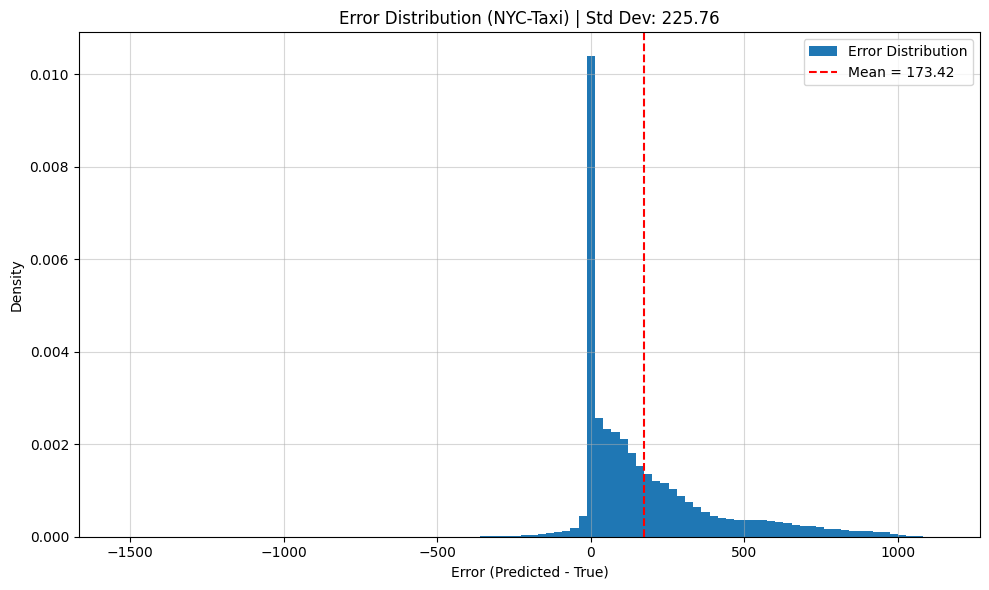 Error Distribution (NYC-Taxi) | Std Dev: 225.76
Error Distribution
Mean = 173.42
0.010
0.008
0.006
0.004
0.002
0.000
Density
−1500
−1000
−500
0
500
1000
Error (Predicted - True)